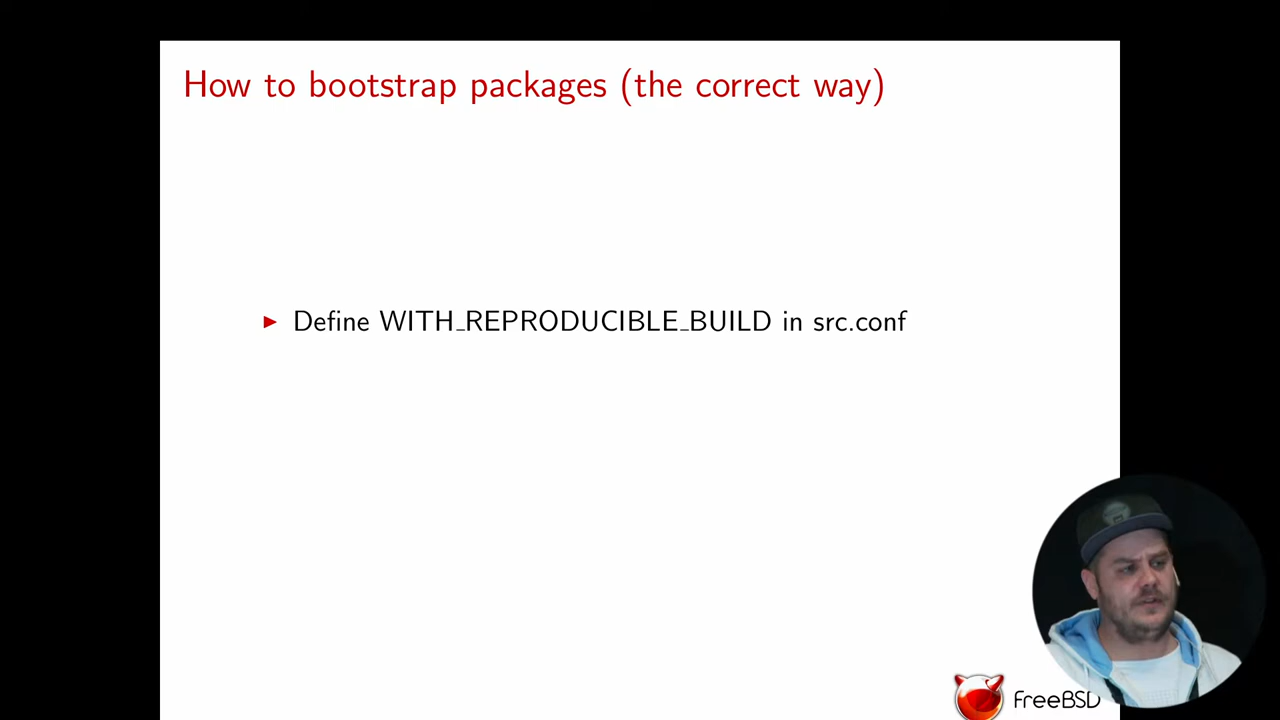 How to bootstrap packages (the correct way)
▶ Define WITH_REPRODUCIBLE_BUILD in src.conf
FreeBSD